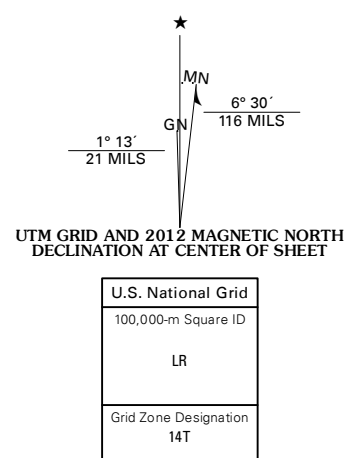 ★
MN
6° 30´
116 MILS
GN
1° 13´
21 MILS
UTM GRID AND 2012 MAGNETIC NORTH
DECLINATION AT CENTER OF SHEET
U.S. National Grid
100,000-m Square ID
LR
Grid Zone Designation
14T